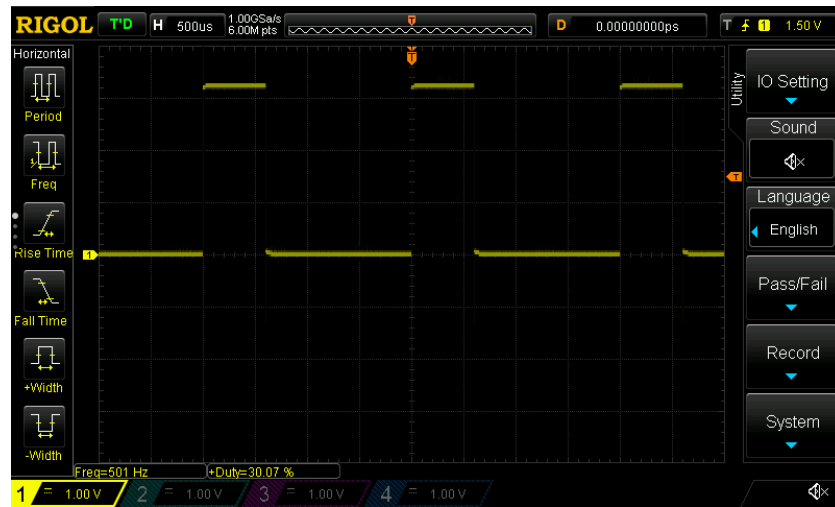 RIGOL T'D H 500us 1.00GSa/s
6.00M pts
D 0.00000000ps T 1 1.50 V
Horizontal
Period
Freq
Rise Time
Fall Time
+Width
-Width
T
T
T
1
Utility
IO Setting
Sound
Language
English
Pass/Fail
Record
System
Freq=501 Hz +Duty=30.07 %
1 = 1.00 V 2 = 1.00 V 3 = 1.00 V 4 = 1.00 V